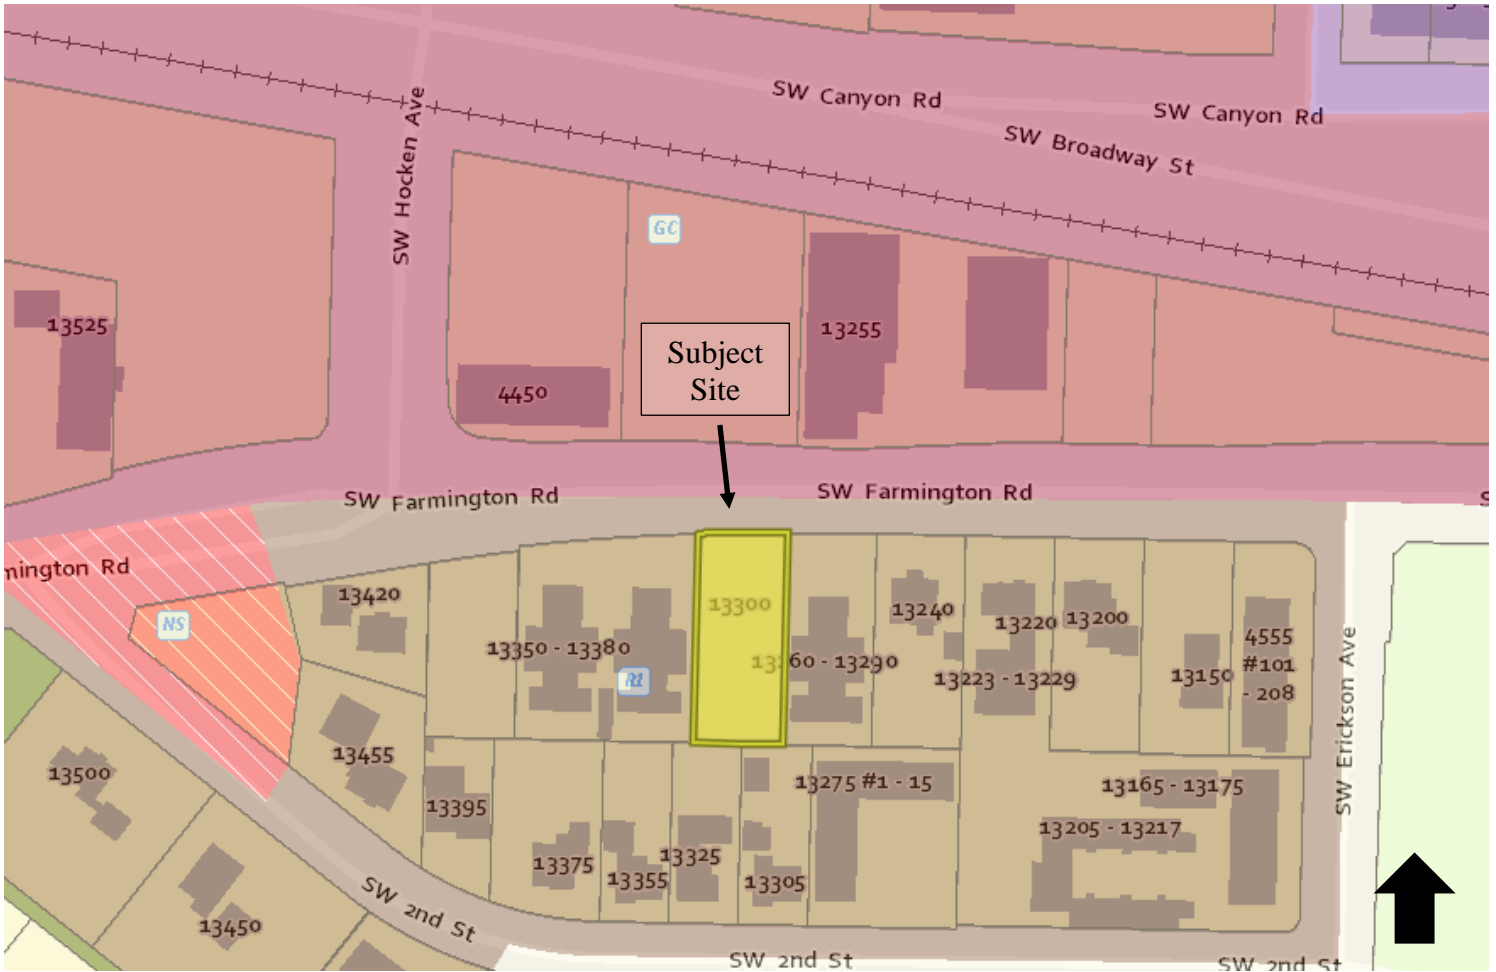 SW Canyon Rd
SW Canyon Rd
SW Broadway St
SW Hocken Ave
GC
13525
13255
Subject
Site
4450
SW Farmington Rd
SW Farmington Rd
mington Rd
NS
13420
13300
13240
13220
13200
4555
#101
- 208
13350 - 13380
13260 - 13290
R1
13223 - 13229
13150
SW Erickson Ave
13455
13500
13395
13275 #1 - 15
13165 - 13175
13205 - 13217
13375
13355
13325
13305
13450
SW 2nd St
SW 2nd St
SW 2nd St